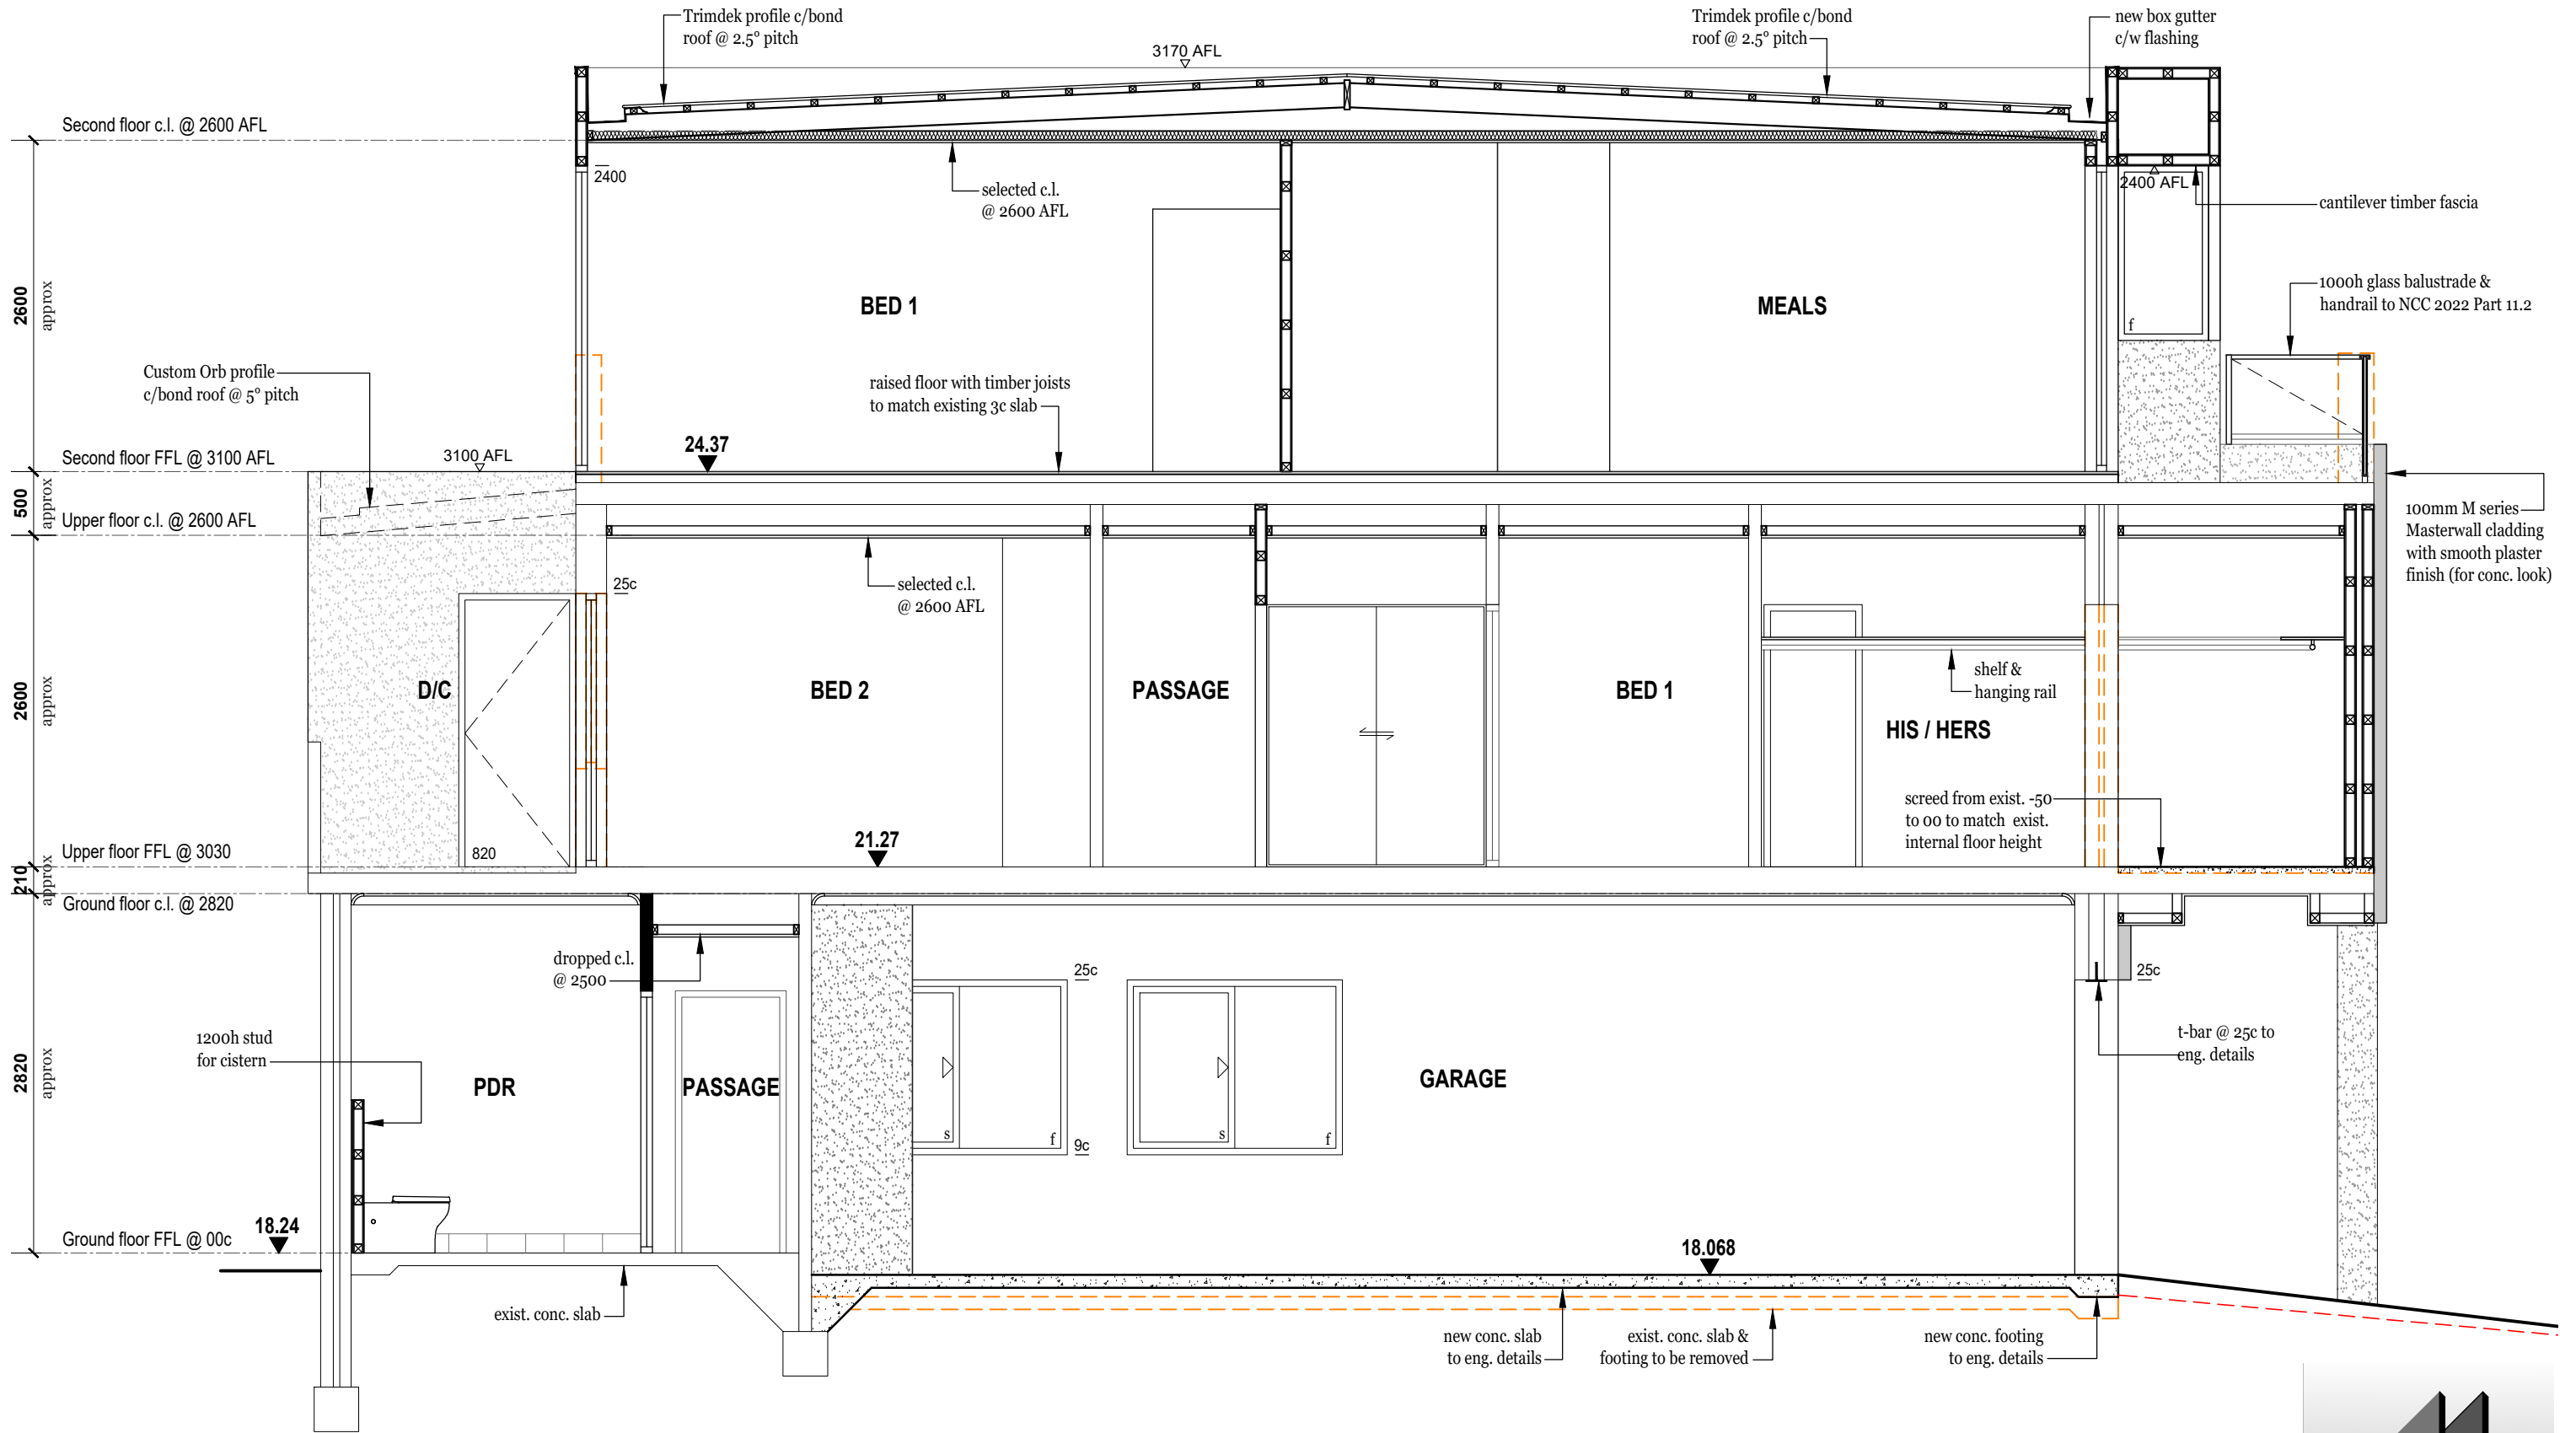 Trimdek profile c/bond
roof @ 2.5° pitch
3170 AFL
Trimdek profile c/bond
roof @ 2.5° pitch
new box gutter
c/w flashing
Second floor c.l. @ 2600 AFL
2400
selected c.l.
@ 2600 AFL
2400 AFL
cantilever timber fascia
2600
approx
BED 1
MEALS
f
1000h glass balustrade &
handrail to NCC 2022 Part 11.2
Custom Orb profile
c/bond roof @ 5° pitch
raised floor with timber joists
to match existing 3c slab
24.37
Second floor FFL @ 3100 AFL
3100 AFL
500
approx
Upper floor c.l. @ 2600 AFL
100mm M series
Masterwall cladding
with smooth plaster
finish (for conc. look)
25c
selected c.l.
@ 2600 AFL
2600
approx
D/C
BED 2
PASSAGE
BED 1
shelf &
hanging rail
HIS / HERS
screed from exist. -50
to 00 to match exist.
internal floor height
820
21.27
Upper floor FFL @ 3030
210
approx
Ground floor c.l. @ 2820
dropped c.l.
@ 2500
25c
25c
1200h stud
for cistern
t-bar @ 25c to
eng. details
2820
approx
PDR
PASSAGE
GARAGE
s
f
9c
s
f
Ground floor FFL @ 00c
18.24
18.068
exist. conc. slab
new conc. slab
to eng. details
exist. conc. slab &
footing to be removed
new conc. footing
to eng. details